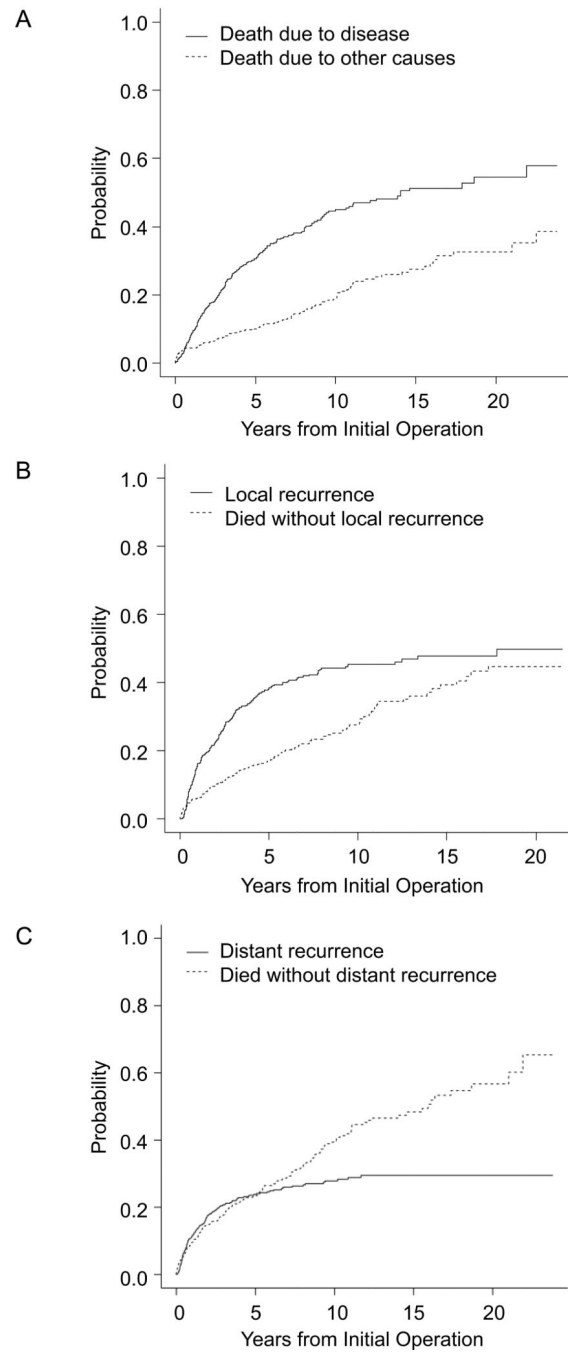 A
Death due to disease
Death due to other causes
1.0
0.8
0.6
0.4
0.2
0.0
Probability
0 5 10 15 20
Years from Initial Operation
B
Local recurrence
Died without local recurrence
1.0
0.8
0.6
0.4
0.2
0.0
Probability
0 5 10 15 20
Years from Initial Operation
C
Distant recurrence
Died without distant recurrence
1.0
0.8
0.6
0.4
0.2
0.0
Probability
0 5 10 15 20
Years from Initial Operation